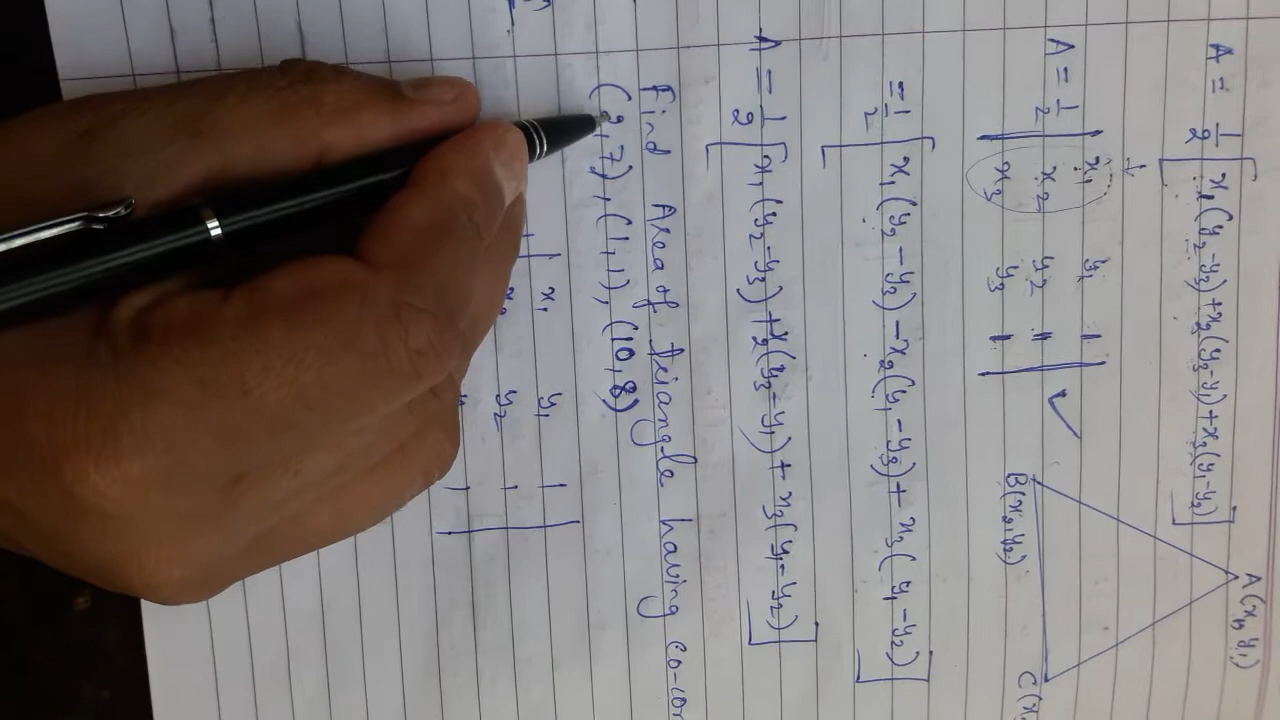 A = 1/2 [x₁(y₂-y₃)+x₂(y₃-y₁)+x₃(y₁-y₂)]
A(x₁, y₁)
B(x₂, y₂)
C(x
↓
A = 1/2 | x₁ y₁ 1
x₂ y₂ 1
x₃ y₃ 1 | ✓
= 1/2 [x₁(y₂-y₃)-x₂(y₁-y₃)+x₃(y₁-y₂)]
A = 1/2 [x₁(y₂-y₃)+x₂(y₃-y₁)+x₃(y₁-y₂)]
Find Area of triangle having co-or
(2,7), (1,1), (10,8)
x₁ y₁ 1
x₂ y₂ 1
1